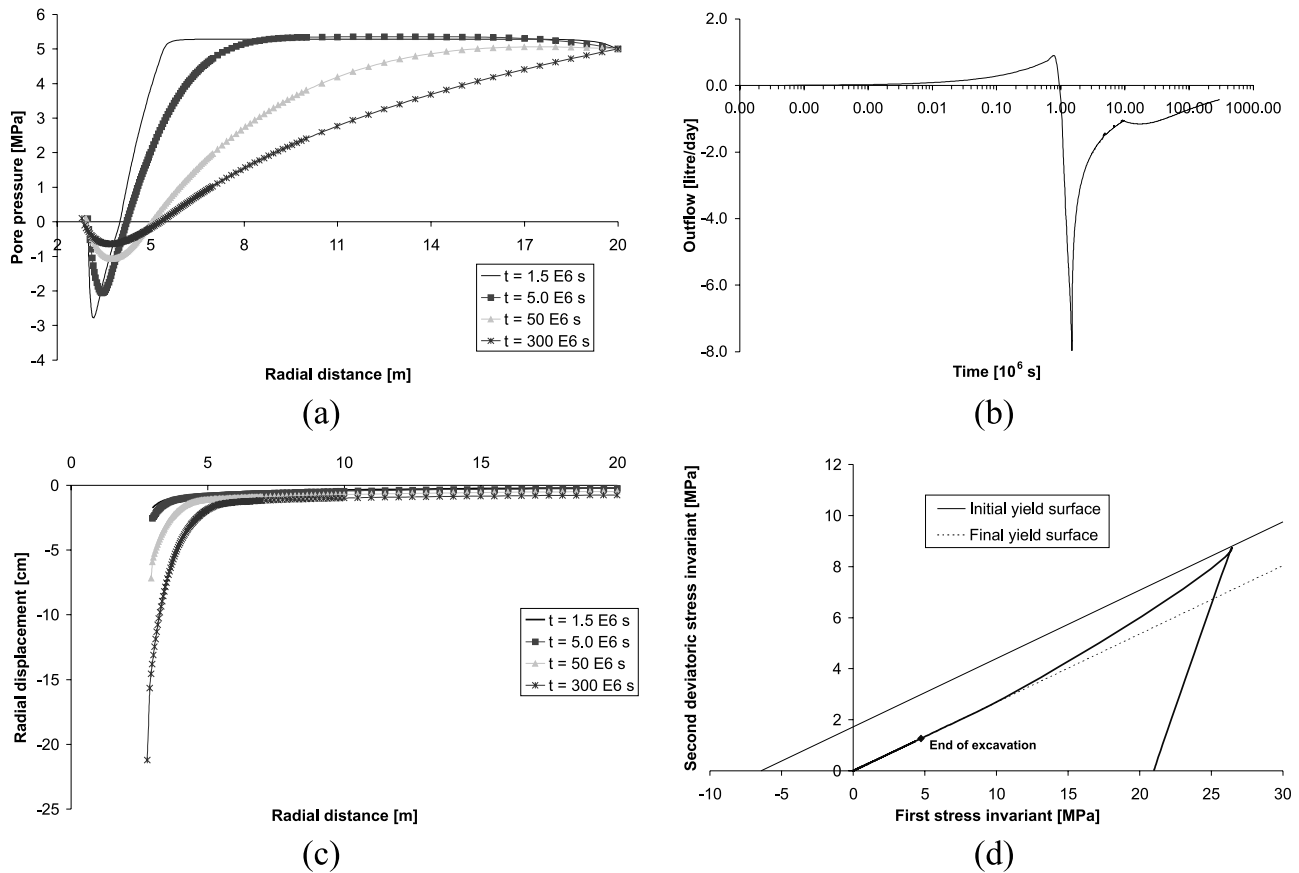 6
5
4
3
2
1
0
-1
-2
-3
-4
Pore pressure [MPa]
2 5 8 11 14 17 20
t = 1.5 E6 s
t = 5.0 E6 s
t = 50 E6 s
t = 300 E6 s
Radial distance [m]
(a)
2.0
0.0
-2.0
-4.0
-6.0
-8.0
Outflow [litre/day]
0.00 0.00 0.01 0.10 1.00 10.00 100.00 1000.00
Time [10⁶ s]
(b)
0 5 10 15 20
0
-5
-10
-15
-20
-25
Radial displacement [cm]
t = 1.5 E6 s
t = 5.0 E6 s
t = 50 E6 s
t = 300 E6 s
Radial distance [m]
(c)
12
10
8
6
4
2
0
Second deviatoric stress invariant [MPa]
Initial yield surface
Final yield surface
End of excavation
-10 -5 0 5 10 15 20 25 30
First stress invariant [MPa]
(d)